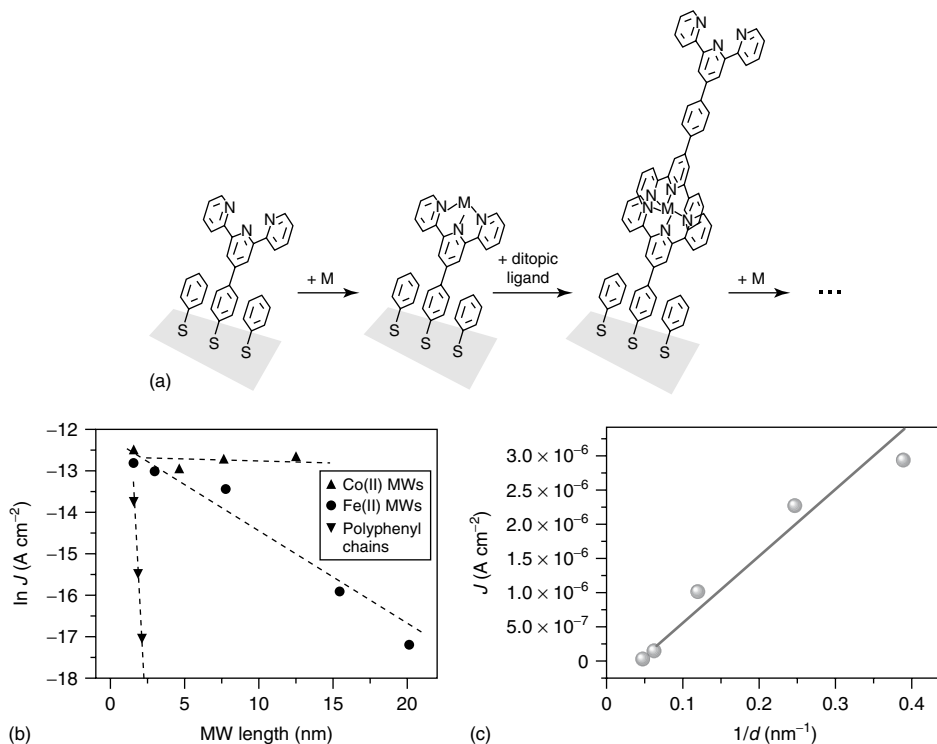 N
N
N
S
S
S
(a)
+ M
M
N
N
N
S
S
S
+ ditopic
ligand
N
N
N
N
N
M
N
N
N
S
S
S
+ M
...
−12
−13
−14
−15
−16
−17
−18
ln J (A cm−2)
0
5
10
15
20
MW length (nm)
▲ Co(II) MWs
● Fe(II) MWs
▼ Polyphenyl
chains
(b)
3.0 × 10−6
2.5 × 10−6
2.0 × 10−6
1.5 × 10−6
1.0 × 10−6
5.0 × 10−7
0
J (A cm−2)
0
0.1
0.2
0.3
0.4
1/d (nm−1)
(c)